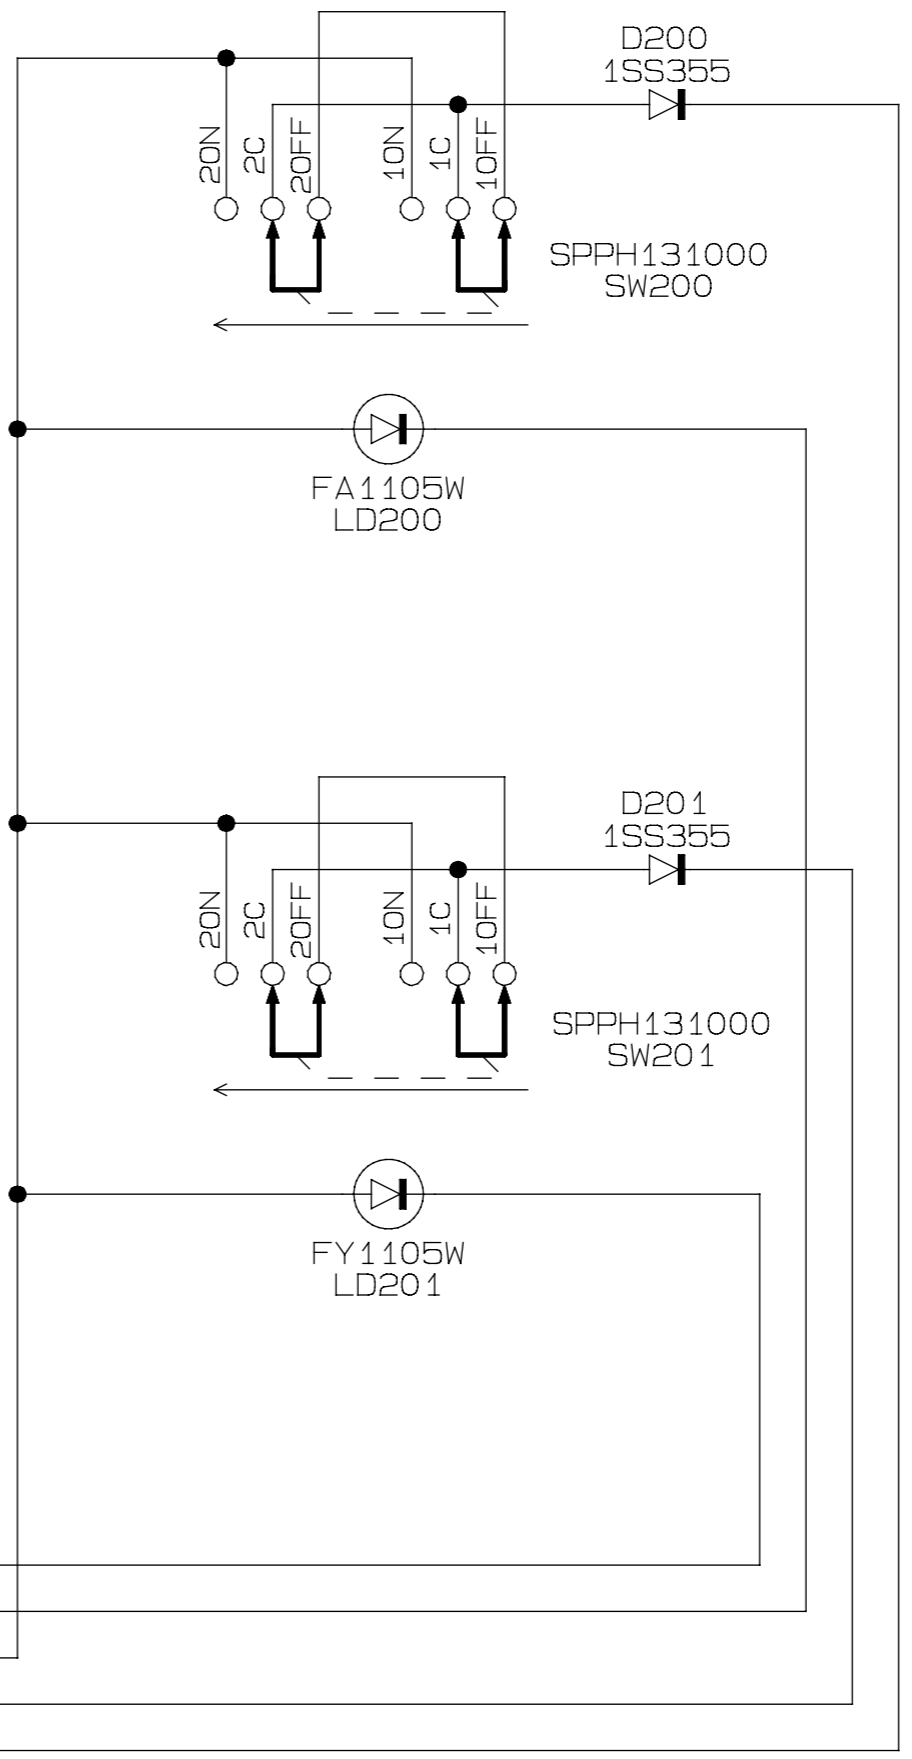 D200
1SS355
2ON
2C
2OFF
1ON
1C
1OFF
SPPH131000
SW200
FA1105W
LD200
D201
1SS355
2ON
2C
2OFF
1ON
1C
1OFF
SPPH131000
SW201
FY1105W
LD201